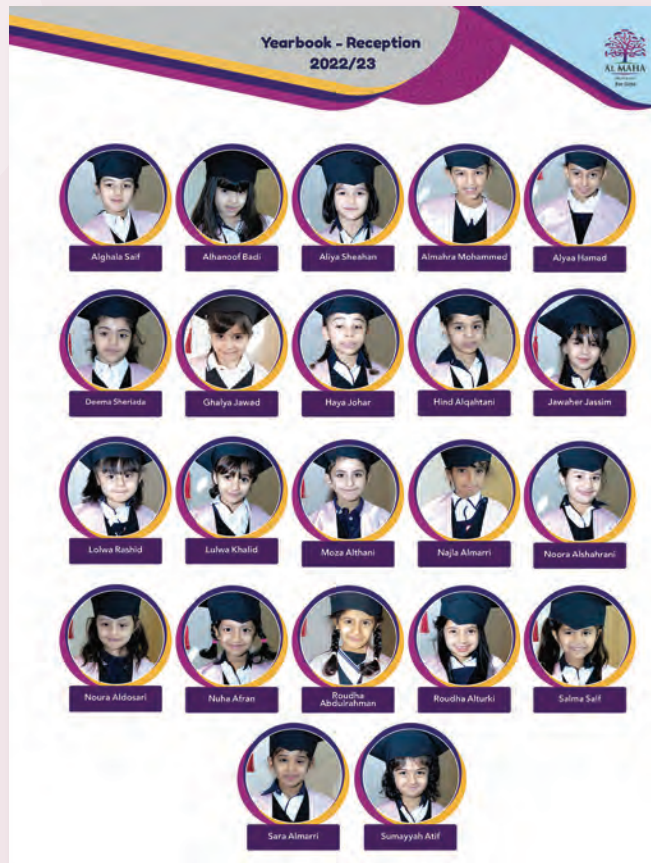 Yearbook - Reception
2022/23
AL MAHA
Alghala Saif
Alhanoof Badi
Aliya Sheahan
Almahra Mohammed
Alyaa Hamad
Deema Sheriada
Ghalya Jawad
Haya Johar
Hind Alqahtani
Jawaher Jassim
Lolwa Rashid
Lulwa Khalid
Moza Althani
Najla Almarri
Noora Alshahrani
Noura Aldosari
Nuha Afran
Roudha
Abdulrahman
Roudha Alturki
Salma Saif
Sara Almarri
Sumayyah Atif